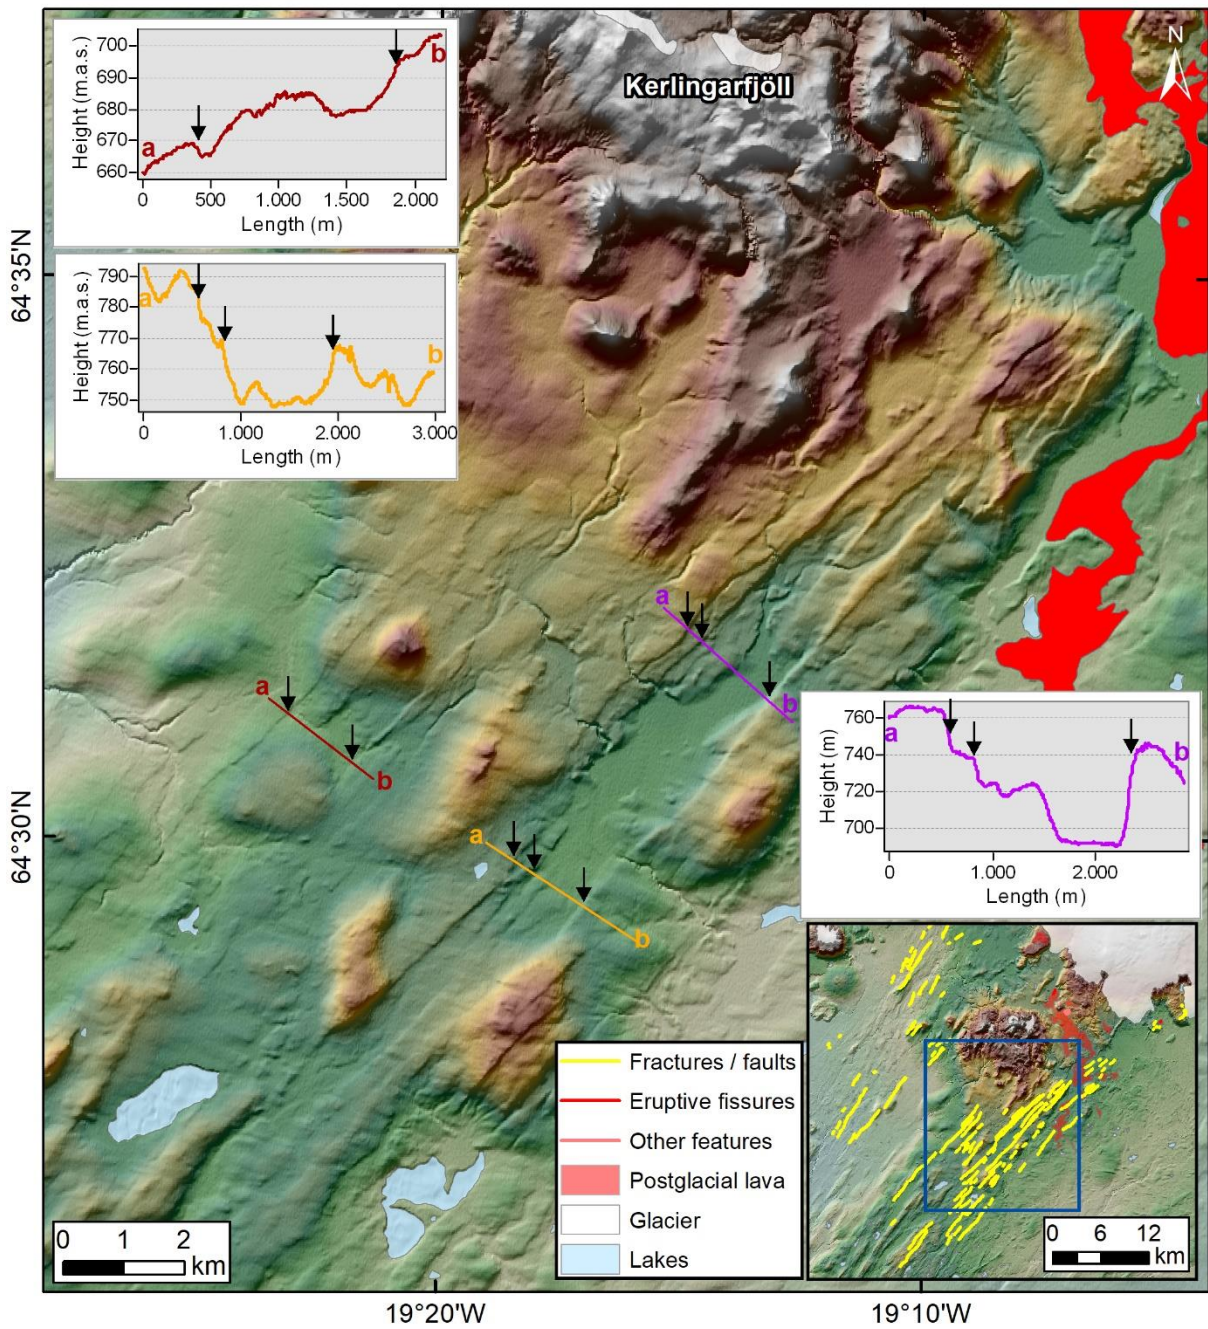 700
690
680
670
660
Height (m.a.s.)
a
b
0 500 1.000 1.500 2.000
Length (m)
790
780
770
760
750
Height (m.a.s.)
a
b
0 1.000 2.000 3.000
Length (m)
Kerlingarfjöll
N
64°35'N
64°30'N
a
b
a
b
a
b
760
740
720
700
Height (m)
a
b
0 1.000 2.000
Length (m)
Fractures / faults
Eruptive fissures
Other features
Postglacial lava
Glacier
Lakes
0 6 12
km
0 1 2
km
19°20'W
19°10'W